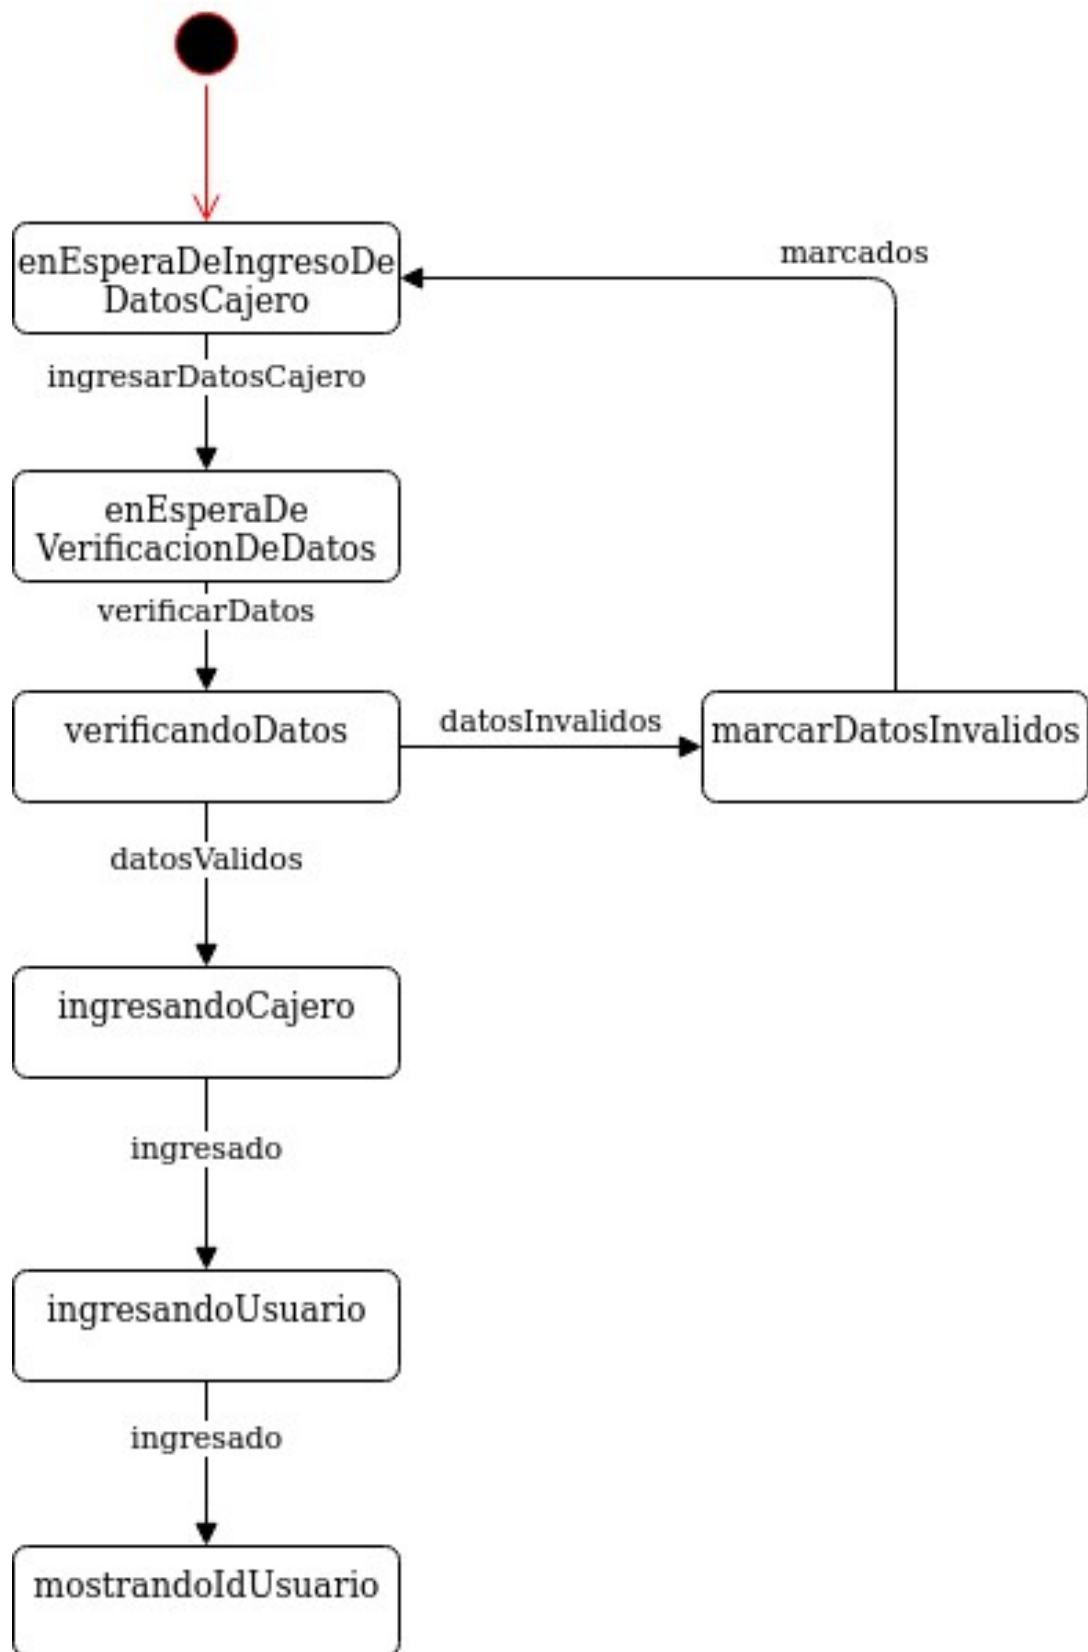 enEsperaDeIngresoDe
DatosCajero
marcados
ingresarDatosCajero
enEsperaDe
VerificacionDeDatos
verificarDatos
verificandoDatos
datosInvalidos
marcarDatosInvalidos
datosValidos
ingresandoCajero
ingresado
ingresandoUsuario
ingresado
mostrandoIdUsuario